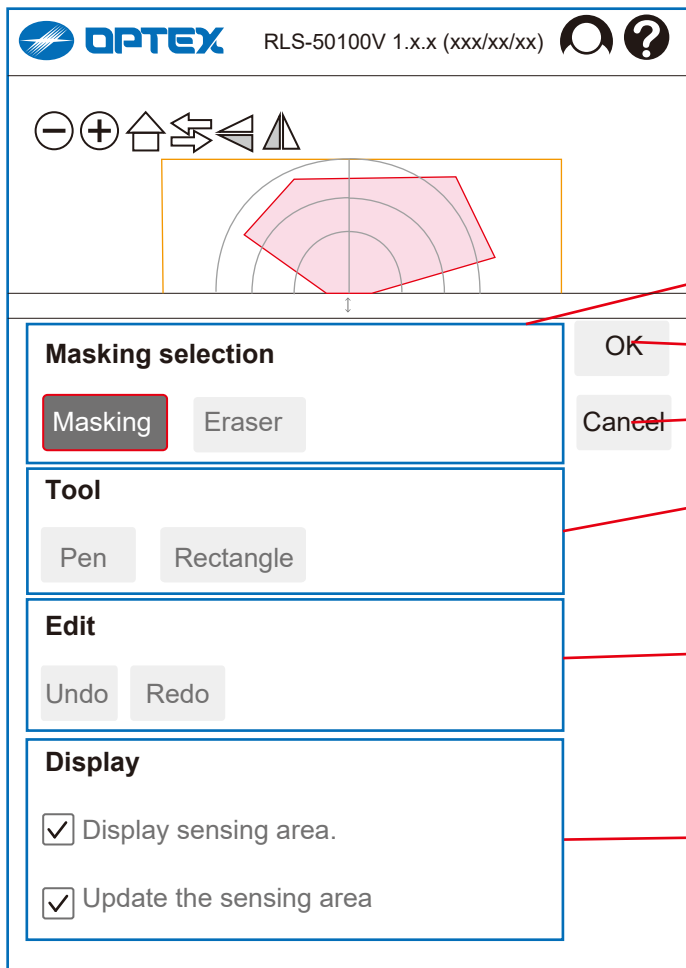 OPTEX RLS-50100V 1.x.x (xxx/xx/xx) ?
Masking selection
OK
Masking Eraser
Cancel
Tool
Pen Rectangle
Edit
Undo Redo
Display
Display sensing area.
Update the sensing area